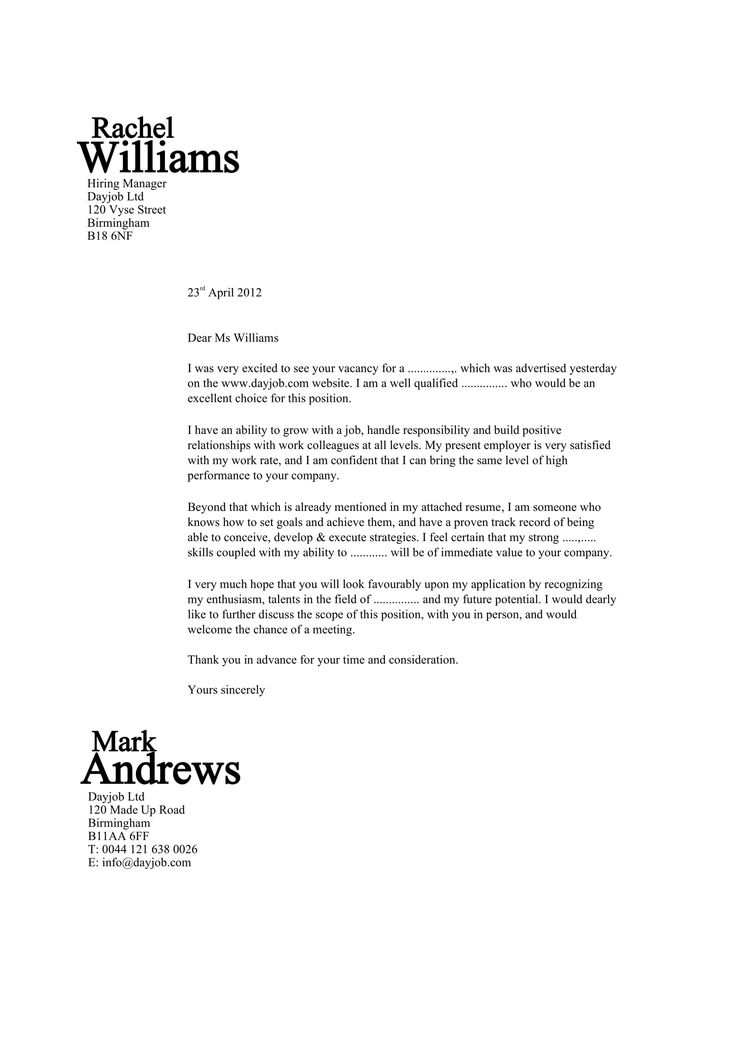 Rachel
Williams
Hiring Manager
Dayjob Ltd
120 Vyse Street
Birmingham
B18 6NF
23rd April 2012
Dear Ms Williams
I was very excited to see your vacancy for a ..............,. which was advertised yesterday
on the www.dayjob.com website. I am a well qualified ............... who would be an
excellent choice for this position.
I have an ability to grow with a job, handle responsibility and build positive
relationships with work colleagues at all levels. My present employer is very satisfied
with my work rate, and I am confident that I can bring the same level of high
performance to your company.
Beyond that which is already mentioned in my attached resume, I am someone who
knows how to set goals and achieve them, and have a proven track record of being
able to conceive, develop & execute strategies. I feel certain that my strong .....,.....
skills coupled with my ability to ............ will be of immediate value to your company.
I very much hope that you will look favourably upon my application by recognizing
my enthusiasm, talents in the field of ............... and my future potential. I would dearly
like to further discuss the scope of this position, with you in person, and would
welcome the chance of a meeting.
Thank you in advance for your time and consideration.
Yours sincerely
Mark
Andrews
Dayjob Ltd
120 Made Up Road
Birmingham
B11AA 6FF
T: 0044 121 638 0026
E: info@dayjob.com